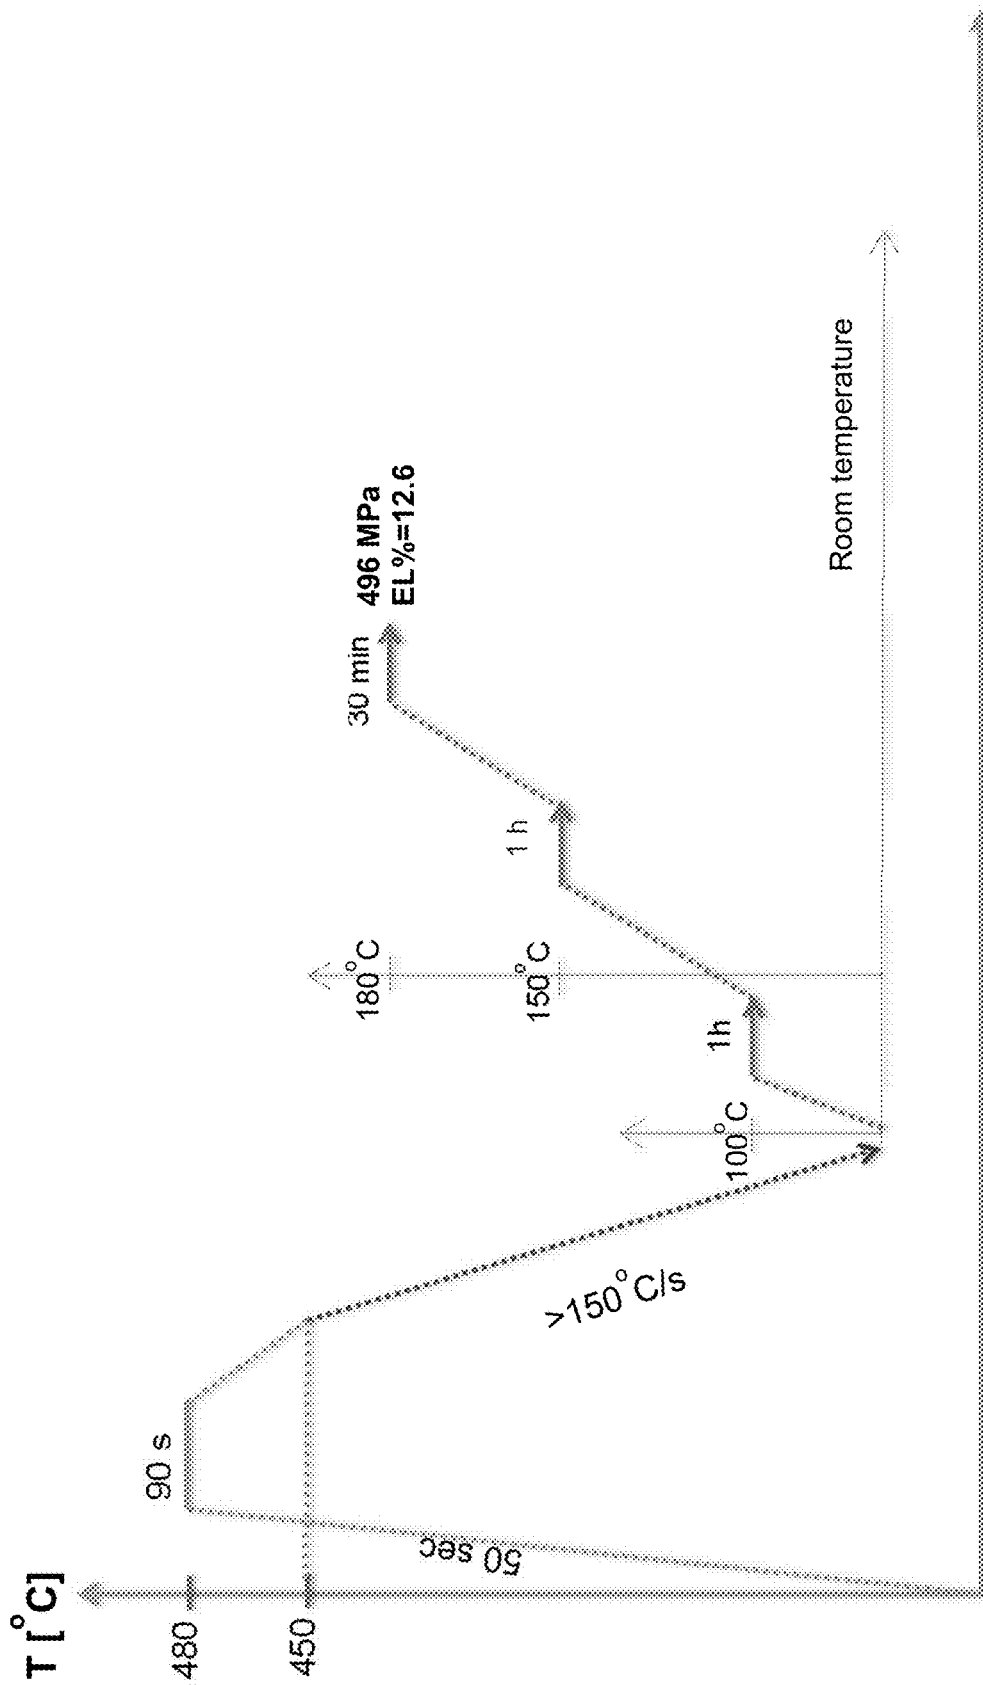 T [°C]
480
450
90 s
50 sec
>150°C/s
100°C
1h
150°C
180°C
1 h
30 min
496 MPa
EL%=12.6
Room temperature